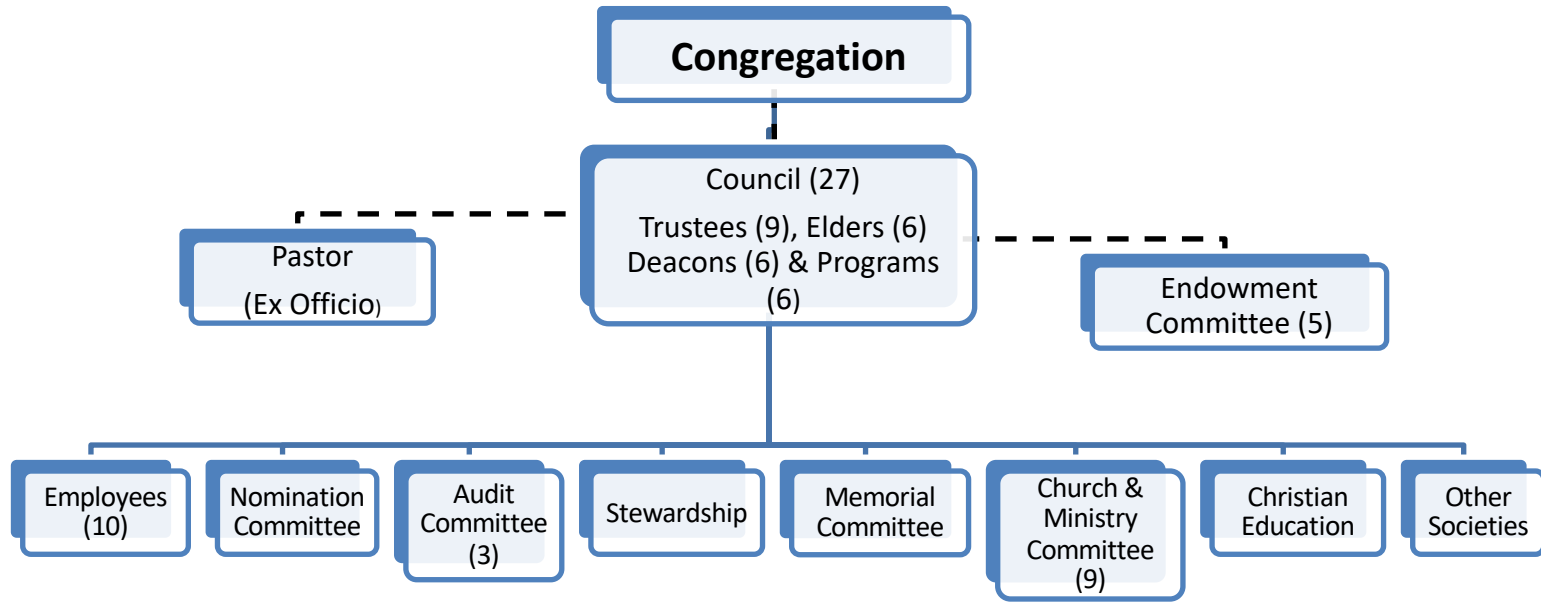 Congregation
Council (27)
Trustees (9), Elders (6)
Deacons (6) & Programs
(6)
Pastor
(Ex Officio)
Endowment
Committee (5)
Employees
(10)
Nomination
Committee
Audit
Committee
(3)
Stewardship
Memorial
Committee
Church &
Ministry
Committee
(9)
Christian
Education
Other
Societies